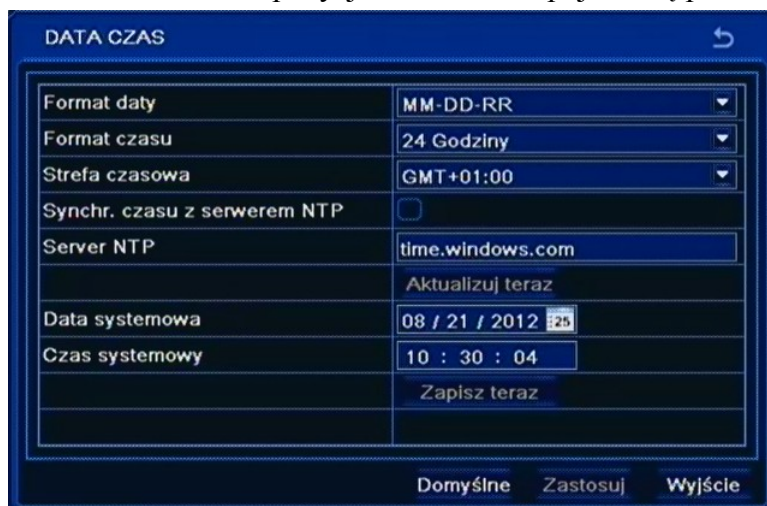 DATA CZAS
Format daty MM-DD-RR
Format czasu 24 Godziny
Strefa czasowa GMT+01:00
Synchr. czasu z serwerem NTP
Server NTP time.windows.com
Aktualizuj teraz
Data systemowa 08 / 21 / 2012 25
Czas systemowy 10 : 30 : 04
Zapisz teraz
Domyślne Zastosuj Wyjście